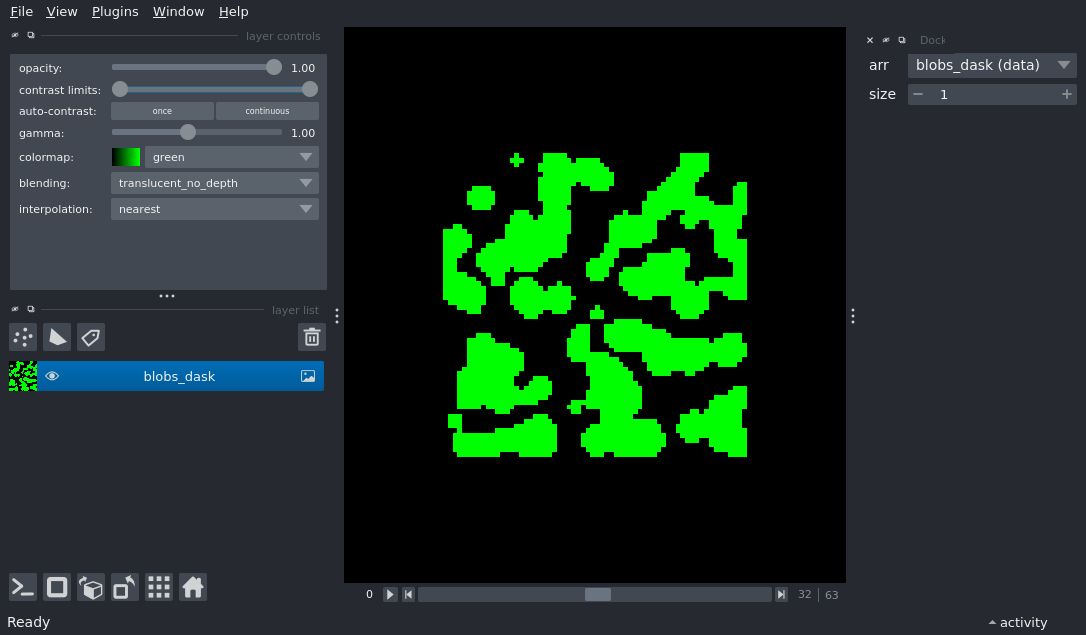 File View Plugins Window Help
layer controls
opacity: 1.00
contrast limits:
auto-contrast: once continuous
gamma: 1.00
colormap: green
blending: translucent_no_depth
interpolation: nearest
layer list
blobs_dask
0 32 63
Ready
Dock
arr blobs_dask (data)
size 1
activity